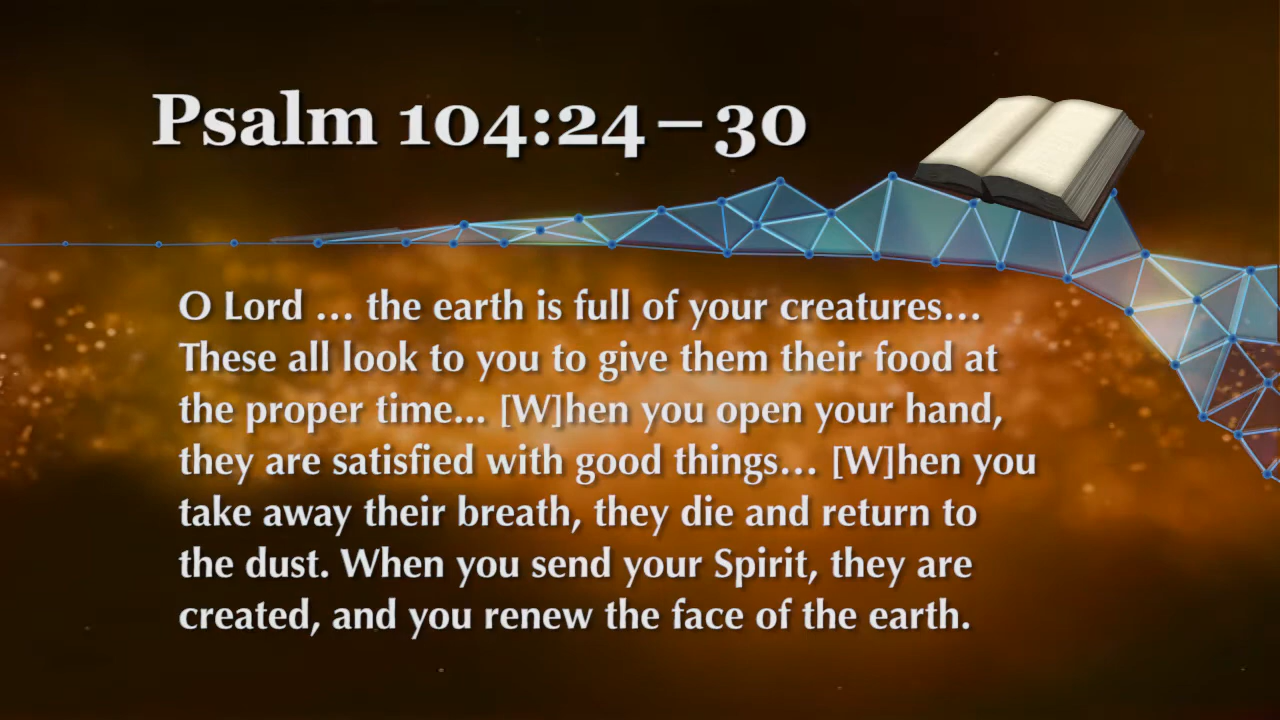 Psalm 104:24–30
O Lord … the earth is full of your creatures…
These all look to you to give them their food at
the proper time... [W]hen you open your hand,
they are satisfied with good things… [W]hen you
take away their breath, they die and return to
the dust. When you send your Spirit, they are
created, and you renew the face of the earth.